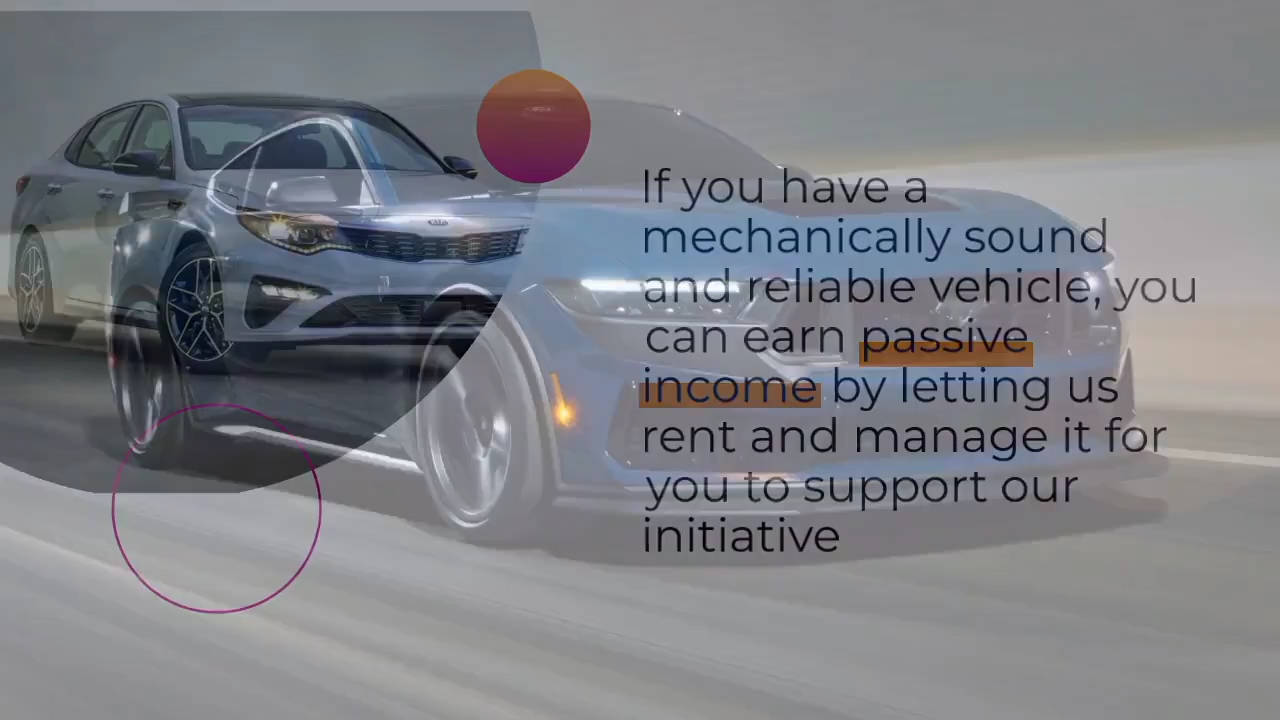 KIA
If you have a
mechanically sound
and reliable vehicle, you
can earn passive
income by letting us
rent and manage it for
you to support our
initiative